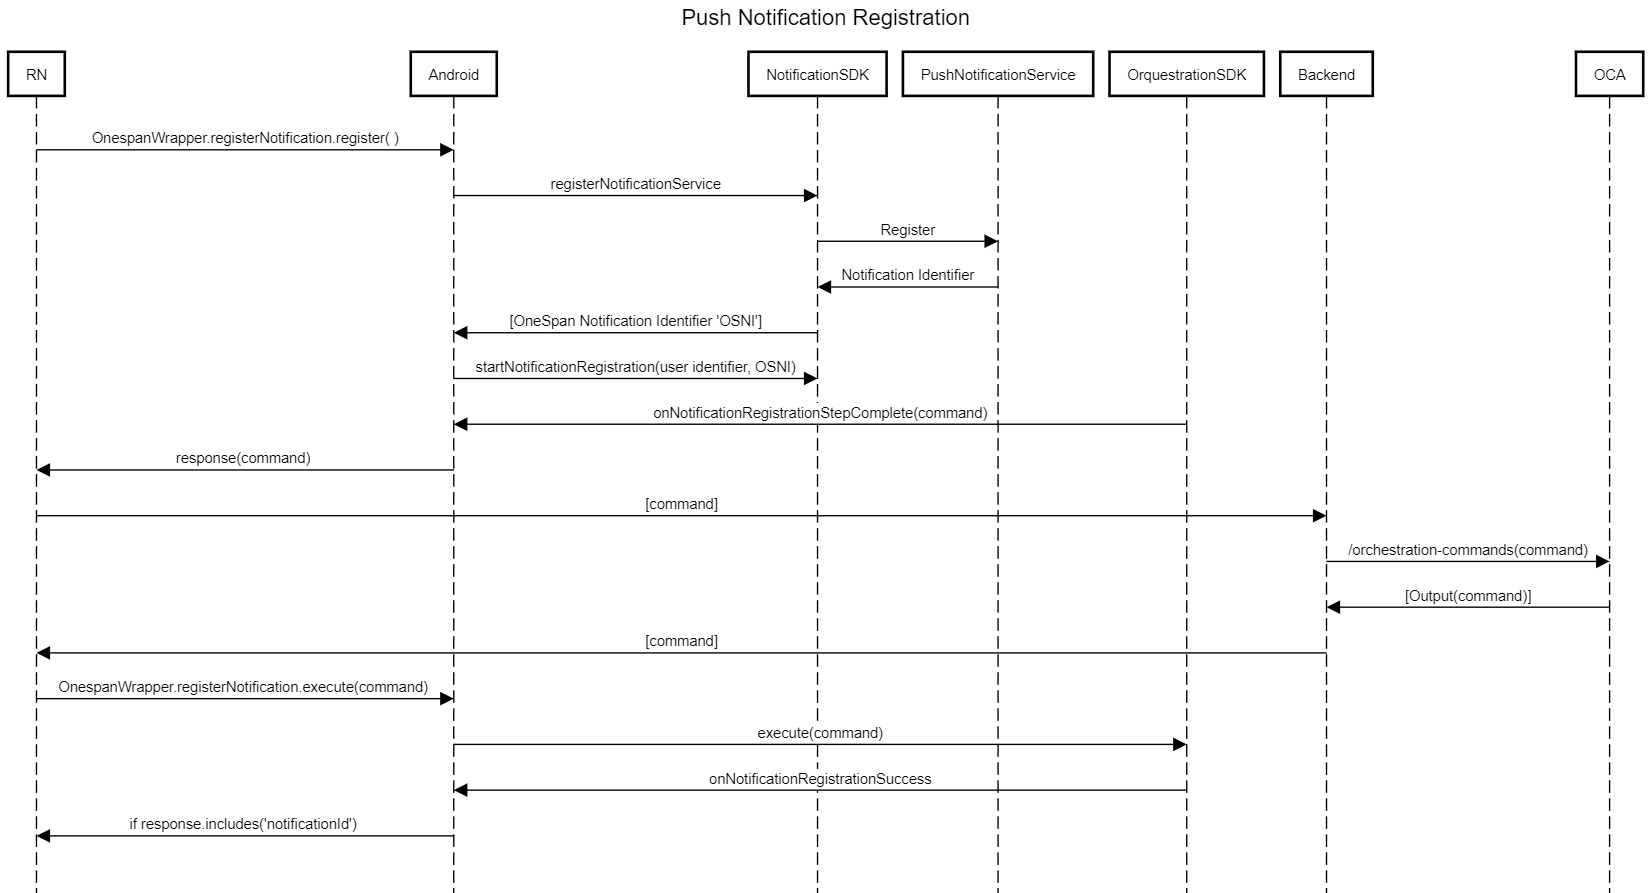 Push Notification Registration
RN
Android
NotificationSDK
PushNotificationService
OrquestrationSDK
Backend
OCA
OnespanWrapper.registerNotification.register( )
registerNotificationService
Register
Notification Identifier
[OneSpan Notification Identifier 'OSNI']
startNotificationRegistration(user identifier, OSNI)
onNotificationRegistrationStepComplete(command)
response(command)
[command]
/orchestration-commands(command)
[Output(command)]
[command]
OnespanWrapper.registerNotification.execute(command)
execute(command)
onNotificationRegistrationSuccess
if response.includes('notificationId')